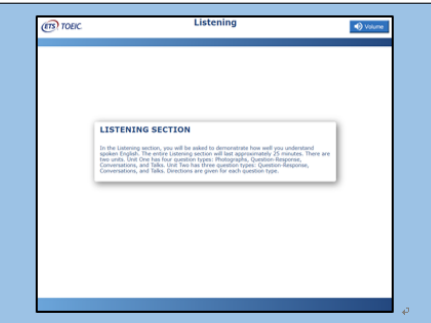 ETS TOEIC.
Listening
Volume
LISTENING SECTION
In the Listening section, you will be asked to demonstrate how well you understand
spoken English. The entire Listening section will last approximately 25 minutes. There are
two units. Unit One has four question types: Photographs, Question-Response,
Conversations, and Talks. Unit Two has three question types: Question-Response,
Conversations, and Talks. Directions are given for each question type.